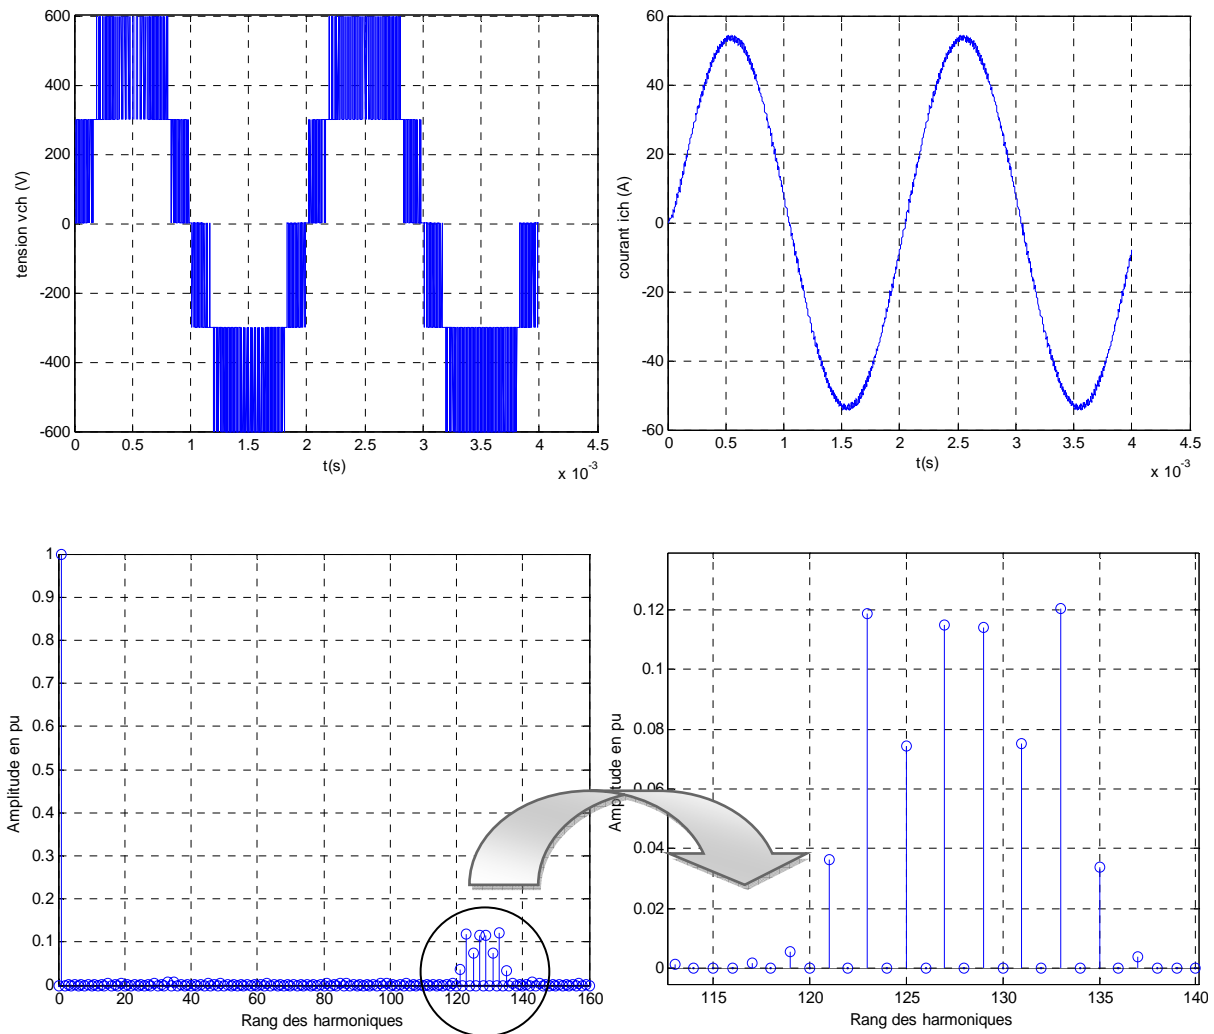 600
400
200
0
-200
-400
-600
tension vch (V)
0 0.5 1 1.5 2 2.5 3 3.5 4 4.5
t(s)
x 10-3
60
40
20
0
-20
-40
-60
courant ich (A)
0 0.5 1 1.5 2 2.5 3 3.5 4 4.5
t(s)
x 10-3
1
0.9
0.8
0.7
0.6
0.5
0.4
0.3
0.2
0.1
0
Amplitude en pu
0 20 40 60 80 100 120 140 160
Rang des harmoniques
0.12
0.1
0.08
0.06
0.04
0.02
0
Amplitude en pu
115 120 125 130 135 140
Rang des harmoniques